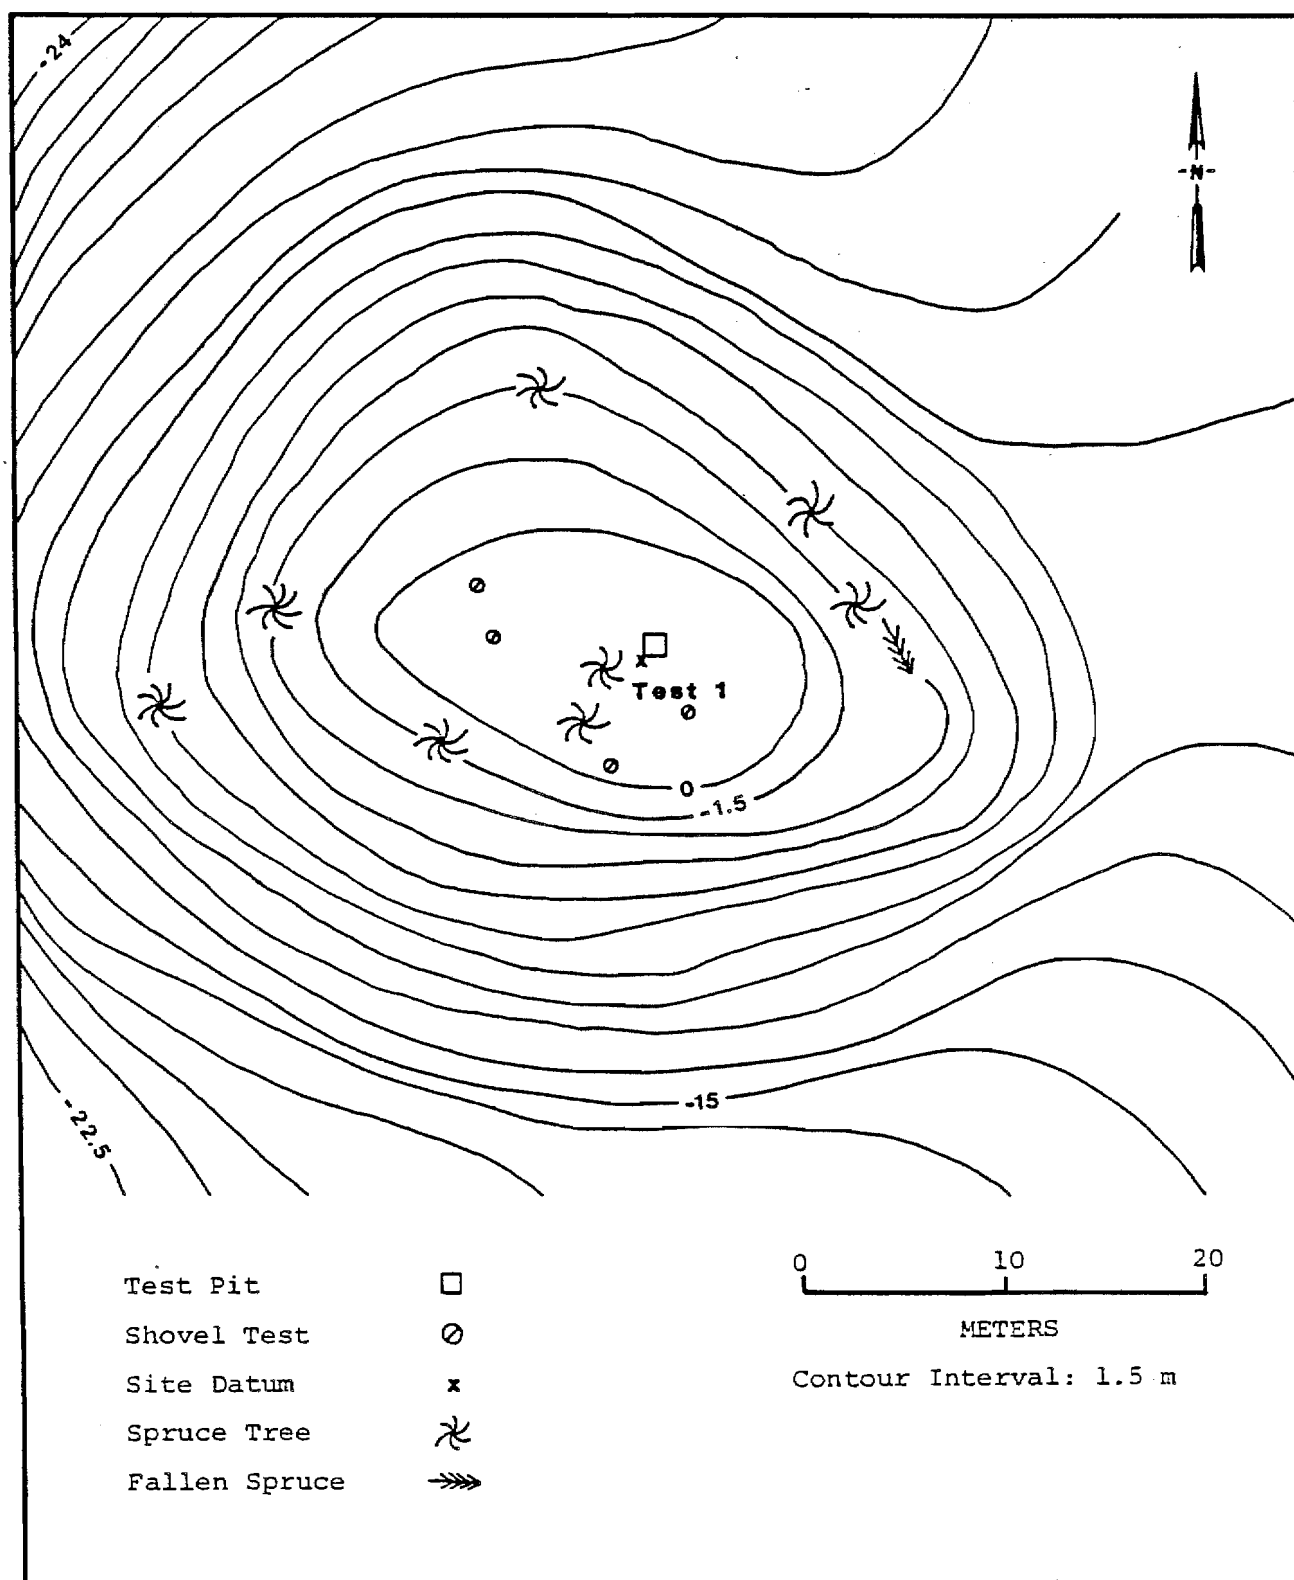 -24
-N-
Test 1
0
-1.5
-15
-22.5
Test Pit
Shovel Test
Site Datum
Spruce Tree
Fallen Spruce
0 10 20
METERS
Contour Interval: 1.5 m